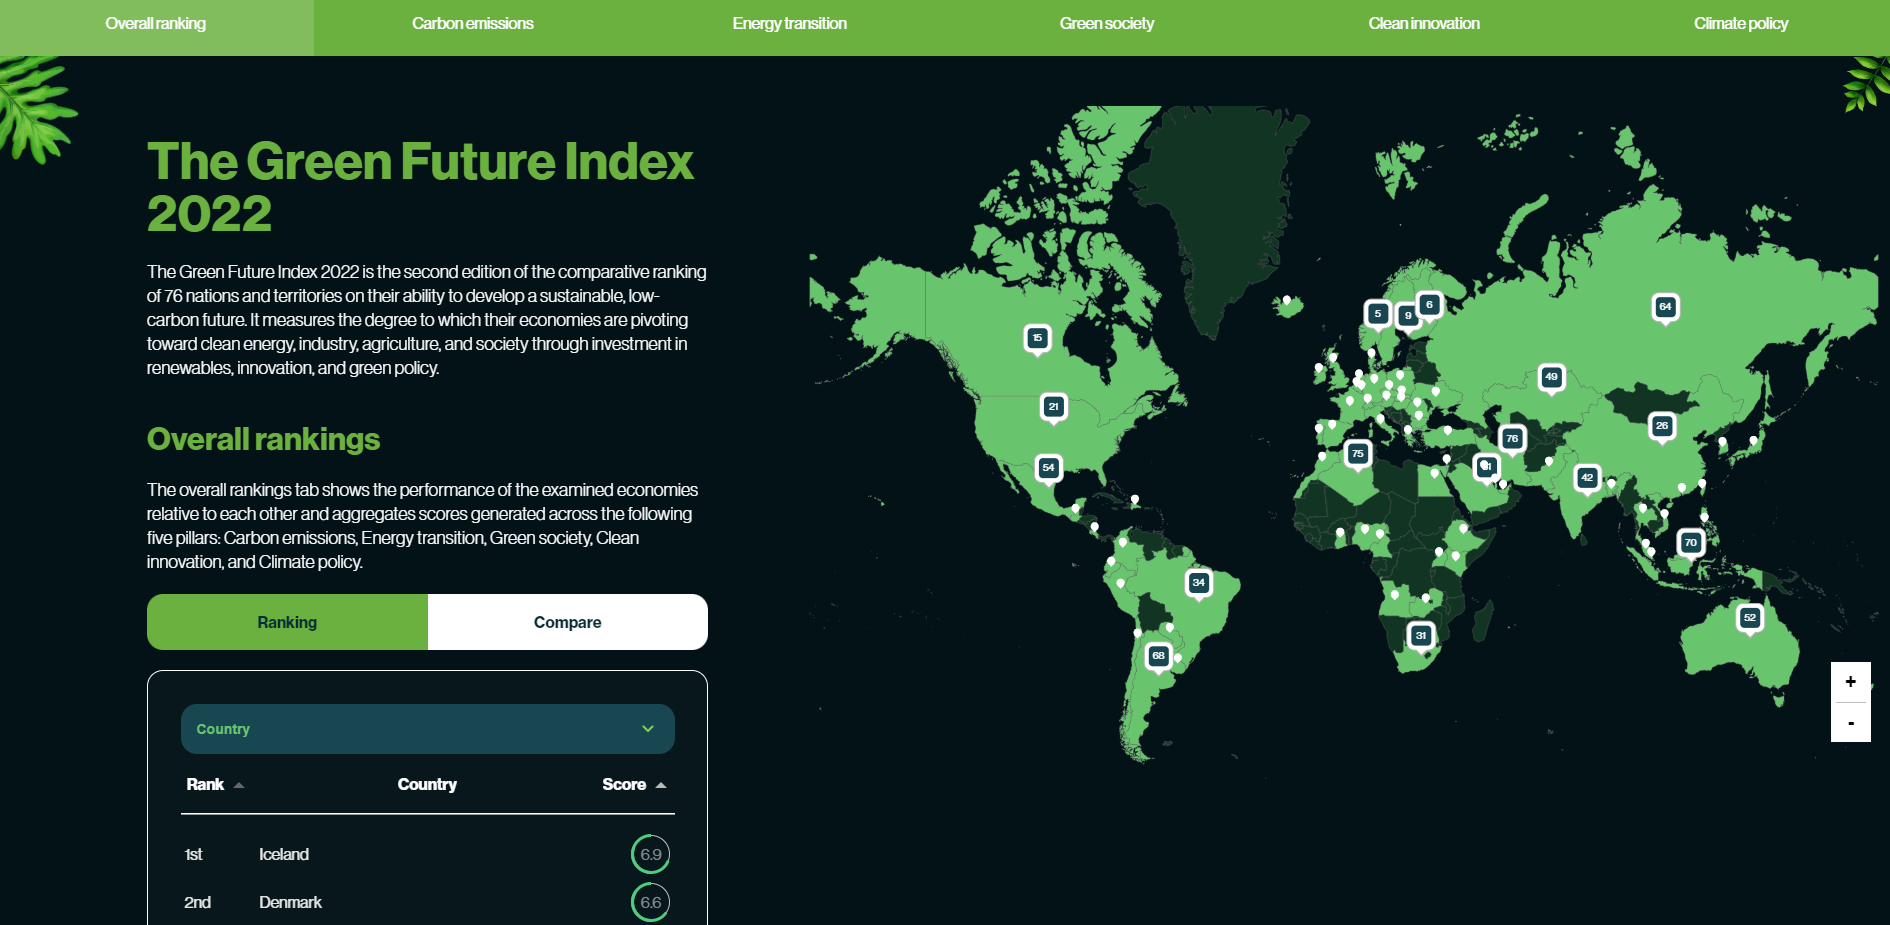 Overall ranking
Carbon emissions
Energy transition
Green society
Clean innovation
Climate policy
The Green Future Index
2022
The Green Future Index 2022 is the second edition of the comparative ranking
of 76 nations and territories on their ability to develop a sustainable, low-
carbon future. It measures the degree to which their economies are pivoting
toward clean energy, industry, agriculture, and society through investment in
renewables, innovation, and green policy.
Overall rankings
The overall rankings tab shows the performance of the examined economies
relative to each other and aggregates scores generated across the following
five pillars: Carbon emissions, Energy transition, Green society, Clean
innovation, and Climate policy.
Ranking
Compare
Country
Rank
Country
Score
1st
Iceland
6.9
2nd
Denmark
6.6
5
9
6
64
15
49
21
26
76
75
54
42
70
34
52
31
68
+
-